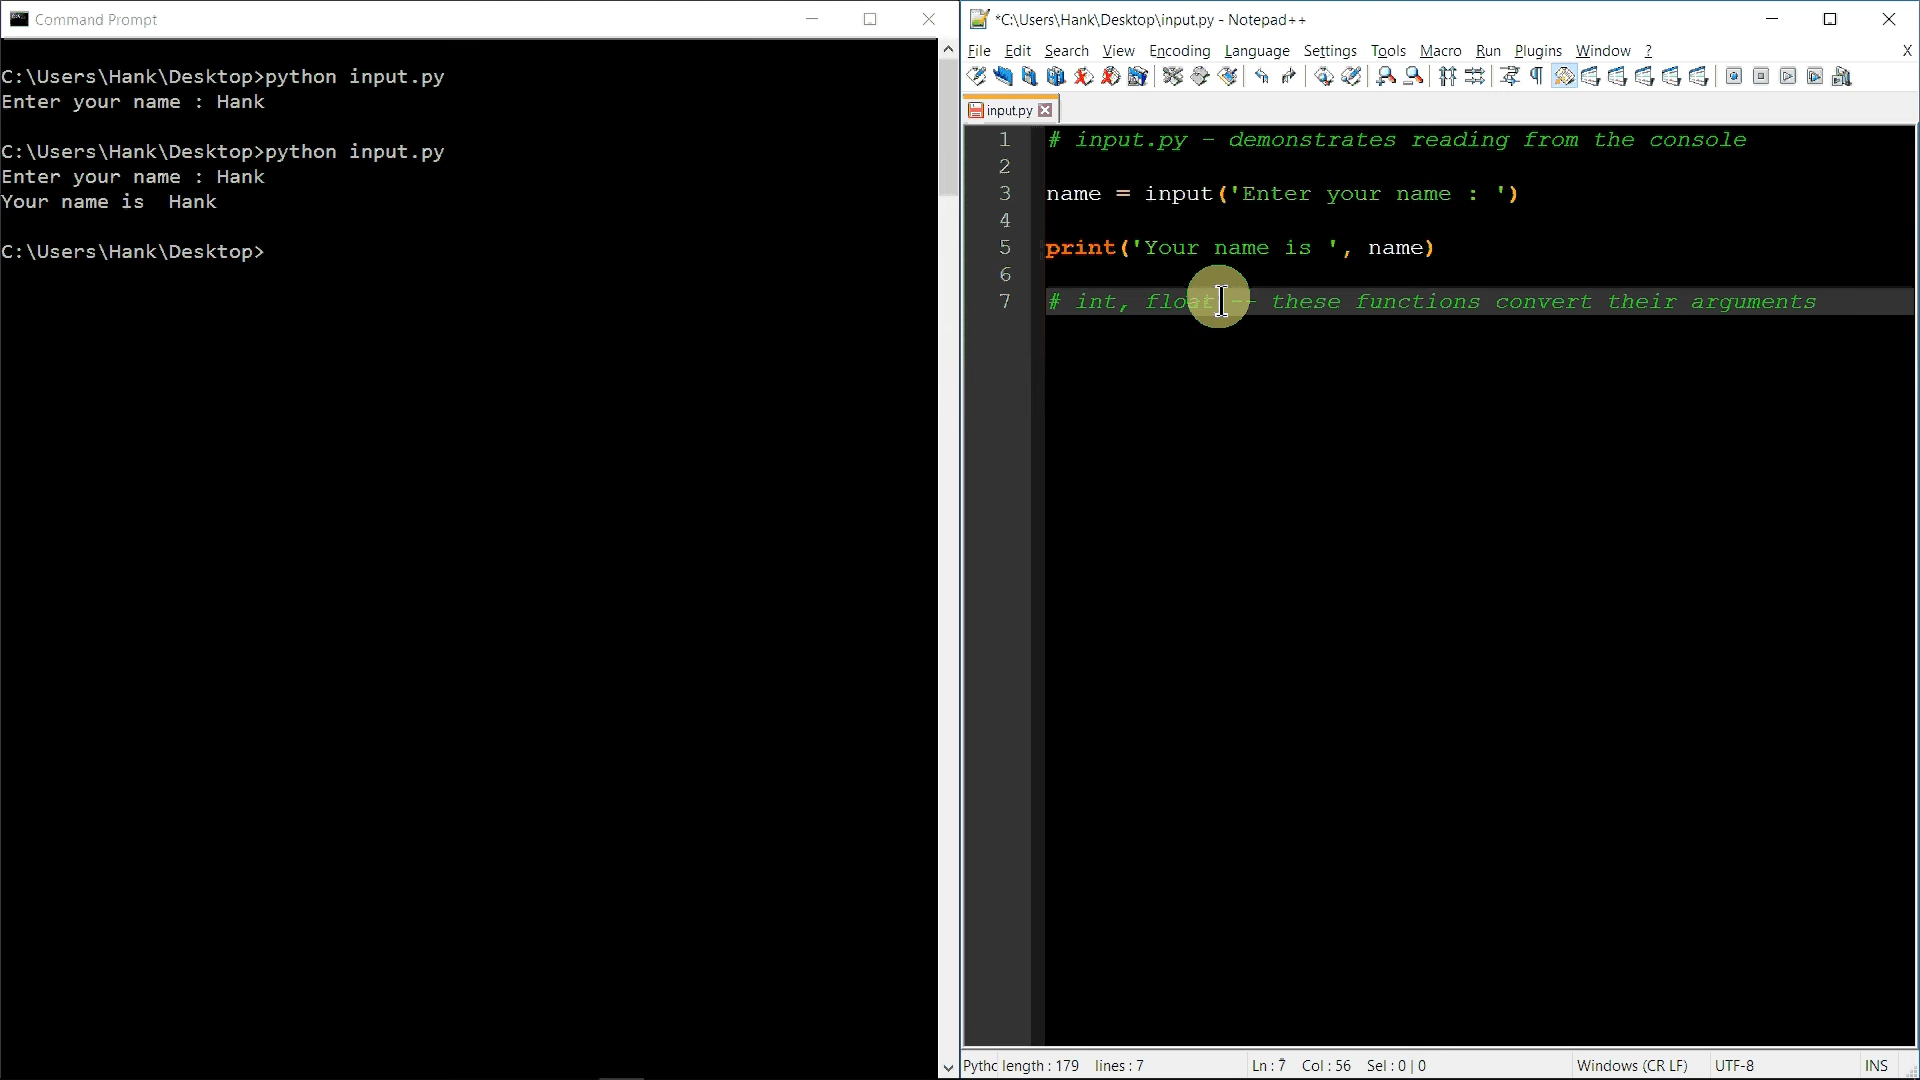 Command Prompt
C:\Users\Hank\Desktop>python input.py
Enter your name : Hank
C:\Users\Hank\Desktop>python input.py
Enter your name : Hank
Your name is  Hank
C:\Users\Hank\Desktop>
*C:\Users\Hank\Desktop\input.py - Notepad++
File Edit Search View Encoding Language Settings Tools Macro Run Plugins Window ? X
input.py
1 # input.py - demonstrates reading from the console
2
3 name = input('Enter your name : ')
4
5 print('Your name is ', name)
6
7 # int, float -- these functions convert their arguments
Pythc length : 179 lines : 7 Ln : 7 Col : 56 Sel : 0 | 0 Windows (CR LF) UTF-8 INS